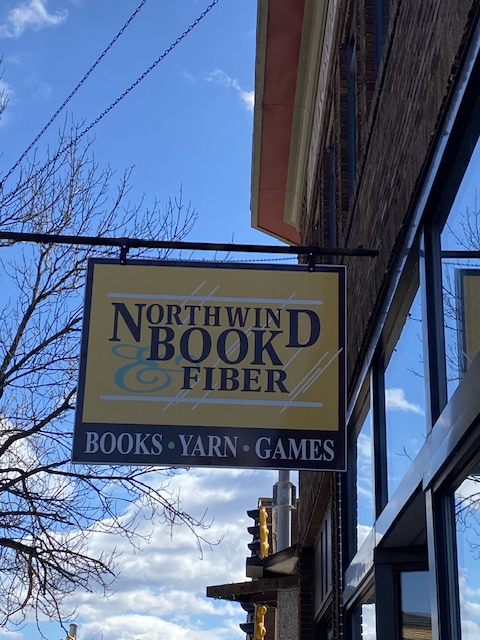 NORTHWIND
BOOK
& FIBER
BOOKS • YARN • GAMES